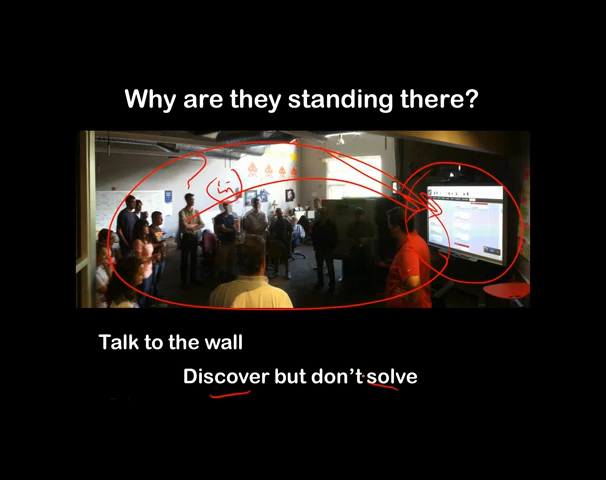 Why are they standing there?
Talk to the wall
Discover but don't solve